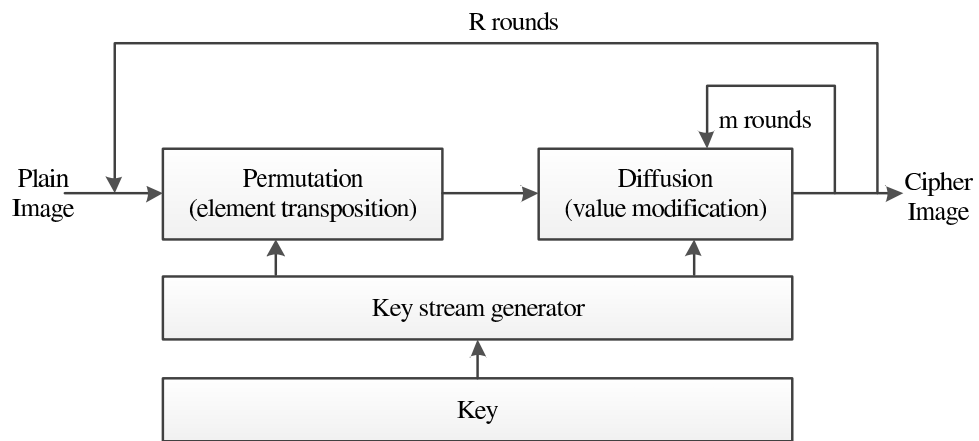 R rounds
m rounds
Plain
Image
Permutation
(element transposition)
Diffusion
(value modification)
Cipher
Image
Key stream generator
Key